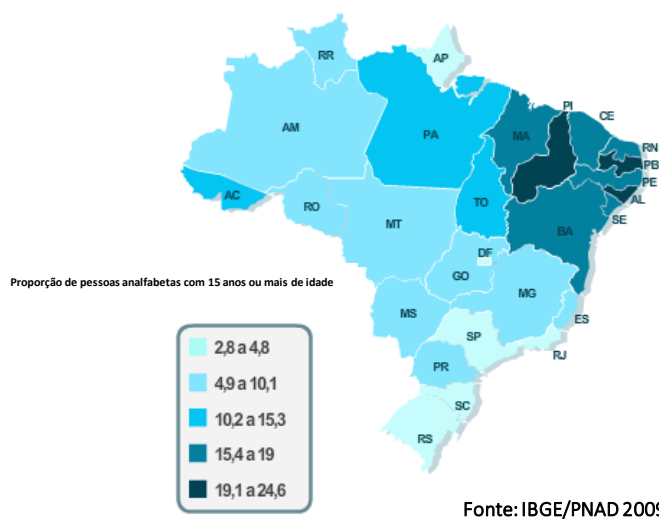 RR
AP
AM
PA
MA
PI
CE
RN
PB
PE
AL
SE
AC
RO
TO
MT
BA
DF
GO
MG
Proporção de pessoas analfabetas com 15 anos ou mais de idade
MS
ES
SP
RJ
PR
SC
RS
2,8 a 4,8
4,9 a 10,1
10,2 a 15,3
15,4 a 19
19,1 a 24,6
Fonte: IBGE/PNAD 2009